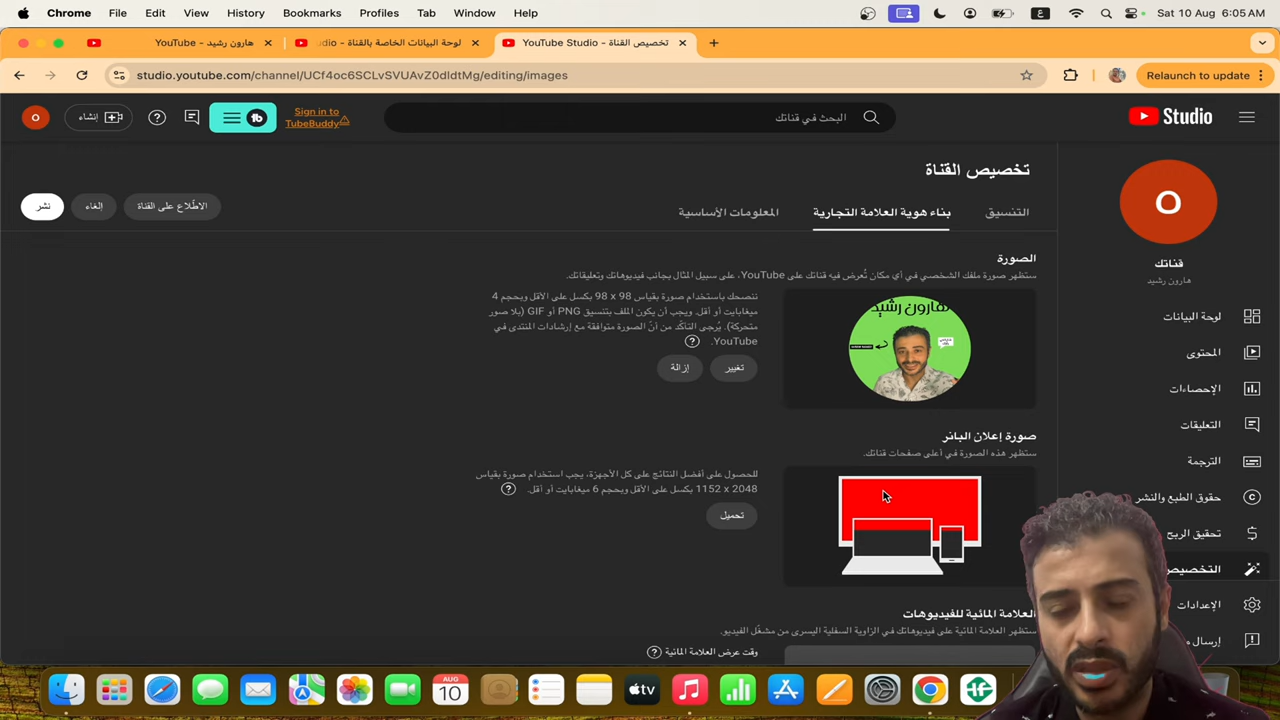 Chrome File Edit View History Bookmarks Profiles Tab Window Help
Sat 10 Aug 6:05 AM
هارون رشيد - YouTube
لوحة البيانات الخاصة بالقناة - dio
تخصيص القناة - YouTube Studio
studio.youtube.com/channel/UCf4oc6SCLvSVUAvZ0dIdtMg/editing/images
Relaunch to update
O
إنشاء
Sign in to
TubeBuddy
البحث في قناتك
Studio
تخصيص القناة
نشر
إلغاء
الاطّلاع على القناة
التنسيق
بناء هوية العلامة التجارية
المعلومات الأساسية
الصورة
ستظهر صورة ملفك الشخصي في أي مكان تُعرض فيه قناتك على YouTube، على سبيل المثال بجانب فيديوهاتك وتعليقاتك.
ننصحك باستخدام صورة بقياس 98 x 98 بكسل على الأقل وبحجم 4
ميغابايت أو أقل. ويجب أن يكون الملف بتنسيق PNG أو GIF (بلا صور
متحركة). يُرجى التأكّد من أنّ الصورة متوافقة مع إرشادات المنتدى في
YouTube.
هارون رشيد
تغيير
إزالة
صورة إعلان البانر
ستظهر هذه الصورة في أعلى صفحات قناتك.
للحصول على أفضل النتائج على كل الأجهزة، يجب استخدام صورة بقياس
2048 x 1152 بكسل على الأقل وبحجم 6 ميغابايت أو أقل.
تحميل
العلامة المائية للفيديوهات
ستظهر العلامة المائية على فيديوهاتك في الزاوية السفلية اليسرى من مشغّل الفيديو.
وقت عرض العلامة المائية
O
قناتك
هارون رشيد
لوحة البيانات
المحتوى
الإحصاءات
التعليقات
الترجمة
حقوق الطبع والنشر
تحقيق الربح
التخصيص
الإعدادات
إرسال
AUG
10
tv